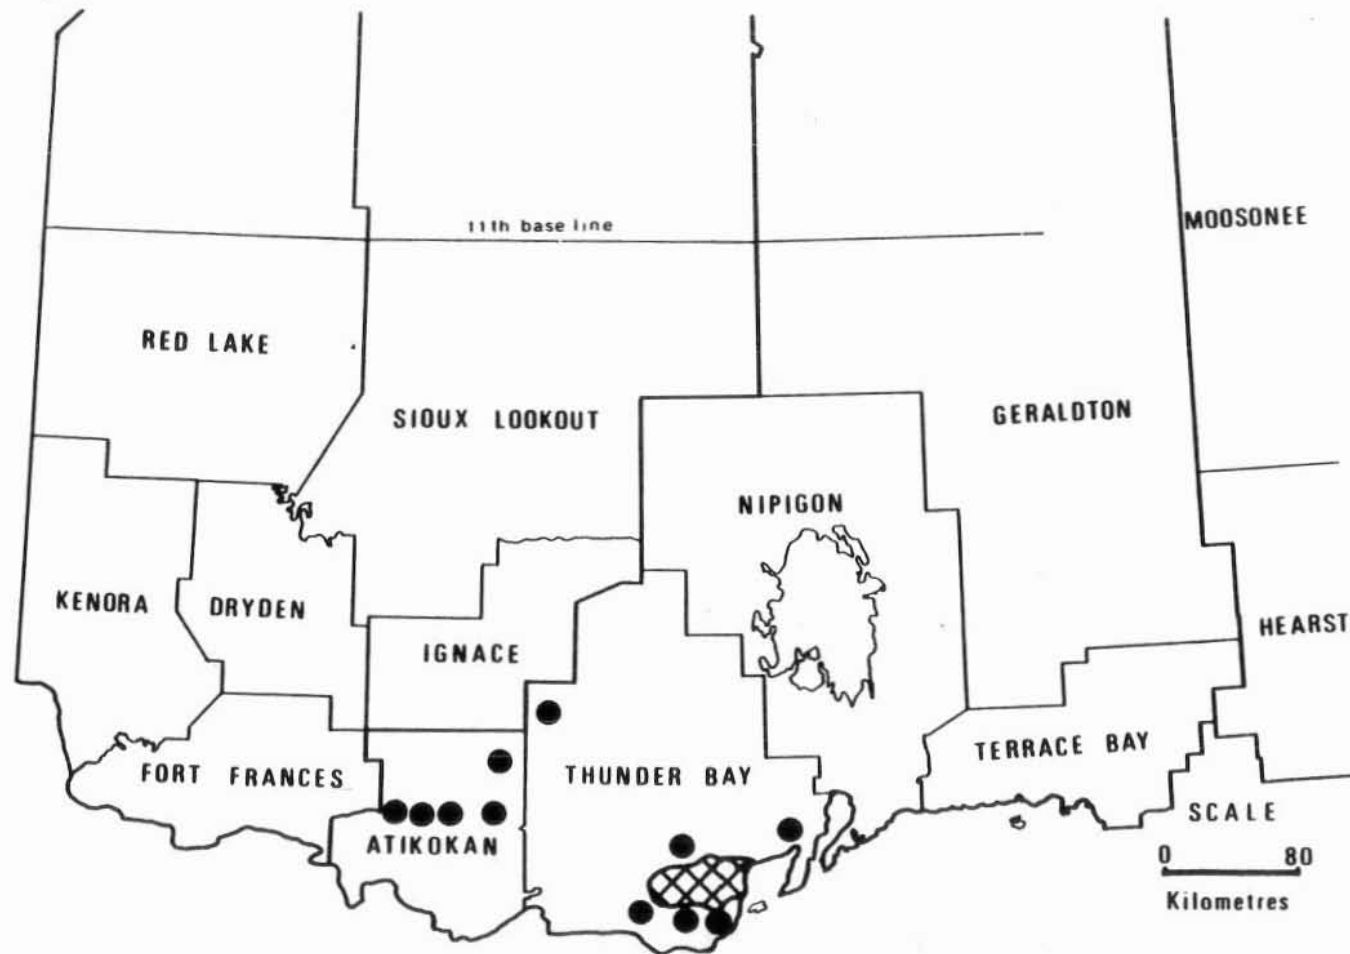 11th base line
MOOSONEE
RED LAKE
SIOUX LOOKOUT
GERALDTON
NIPIGON
KENORA
DRYDEN
IGNACE
HEARST
FORT FRANCES
THUNDER BAY
TERRACE BAY
ATIKOKAN
SCALE
0 80
Kilometres